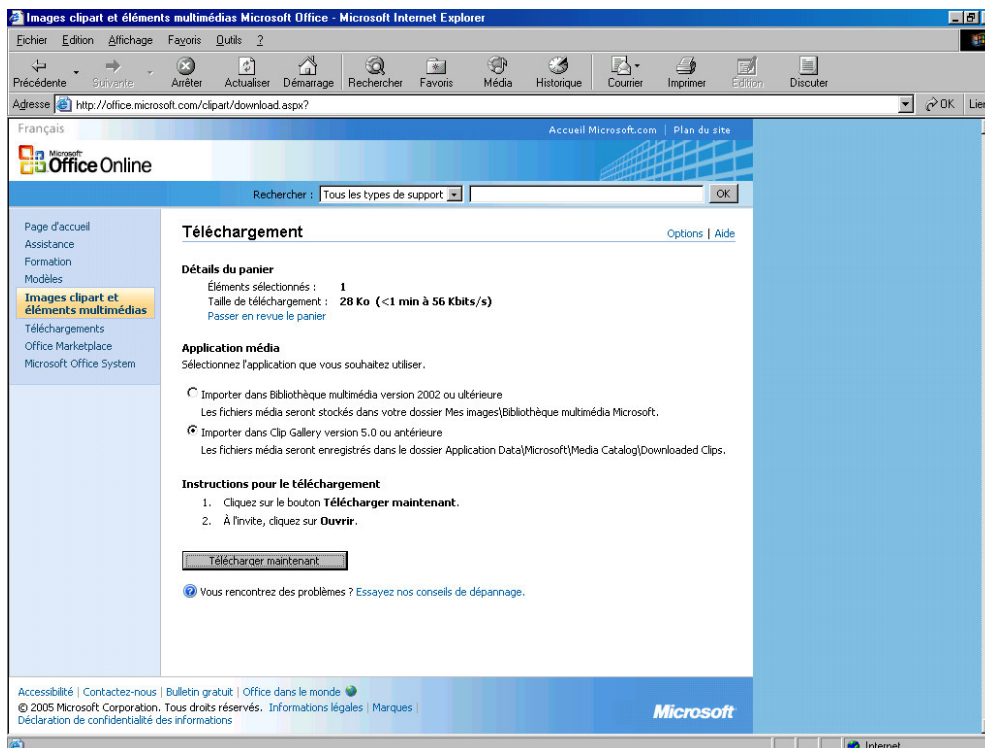 Images clipart et éléments multimédias Microsoft Office - Microsoft Internet Explorer
Fichier Edition Affichage Favoris Outils ?
Précédente Suivante Arrêter Actualiser Démarrage Rechercher Favoris Média Historique Courrier Imprimer Edition Discuter
Adresse http://office.microsoft.com/clipart/download.aspx? OK Lier
Français Accueil Microsoft.com | Plan du site
Microsoft Office Online
Rechercher : Tous les types de support OK
Page d'accueil
Assistance
Formation
Modèles
Images clipart et
éléments multimédias
Téléchargements
Office Marketplace
Microsoft Office System
Téléchargement Options | Aide
Détails du panier
Éléments sélectionnés : 1
Taille de téléchargement : 28 Ko (<1 min à 56 Kbits/s)
Passer en revue le panier
Application média
Sélectionnez l'application que vous souhaitez utiliser.
Importer dans Bibliothèque multimédia version 2002 ou ultérieure
Les fichiers média seront stockés dans votre dossier Mes images\Bibliothèque multimédia Microsoft.
Importer dans Clip Gallery version 5.0 ou antérieure
Les fichiers média seront enregistrés dans le dossier Application Data\Microsoft\Media Catalog\Downloaded Clips.
Instructions pour le téléchargement
1. Cliquez sur le bouton Télécharger maintenant.
2. À l'invite, cliquez sur Ouvrir.
Télécharger maintenant
Vous rencontrez des problèmes ? Essayez nos conseils de dépannage.
Accessibilité | Contactez-nous | Bulletin gratuit | Office dans le monde
© 2005 Microsoft Corporation. Tous droits réservés. Informations légales | Marques |
Déclaration de confidentialité des informations
Microsoft
Internet